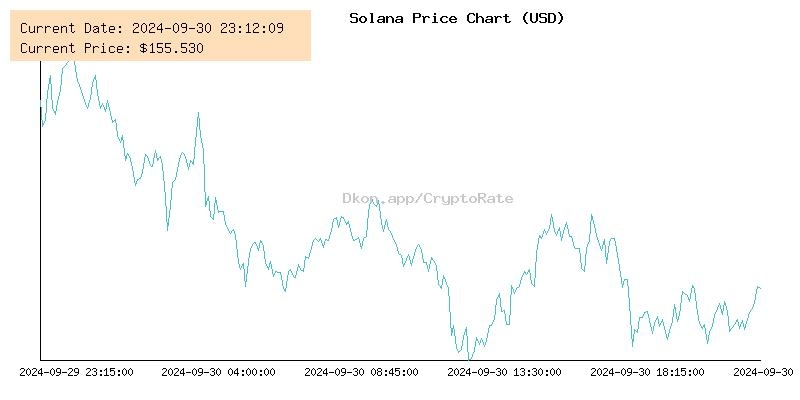 Solana Price Chart (USD)
Current Date: 2024-09-30 23:12:09
Current Price: $155.530
Dkon.app/CryptoRate
2024-09-29 23:15:00 2024-09-30 04:00:00 2024-09-30 08:45:00 2024-09-30 13:30:00 2024-09-30 18:15:00 2024-09-30